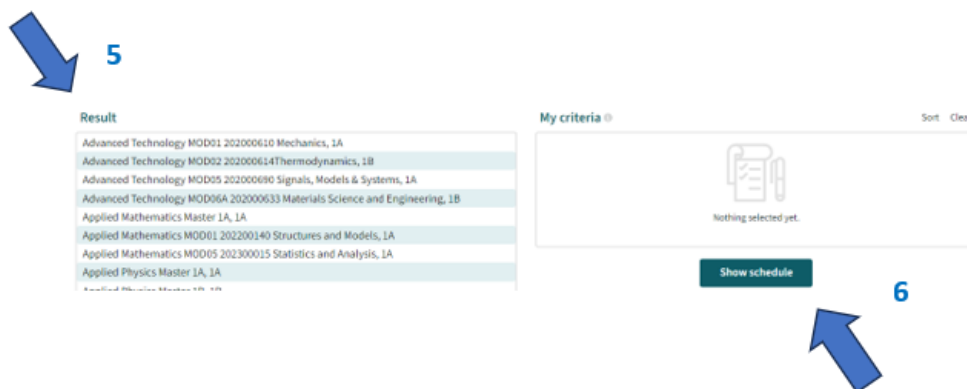 5
Result
Advanced Technology MOD01 202000610 Mechanics, 1A
Advanced Technology MOD02 202000614Thermodynamics, 1B
Advanced Technology MOD05 202000690 Signals, Models & Systems, 1A
Advanced Technology MOD06A 202000633 Materials Science and Engineering, 1B
Applied Mathematics Master 1A, 1A
Applied Mathematics MOD01 202200140 Structures and Models, 1A
Applied Mathematics MOD05 202300015 Statistics and Analysis, 1A
Applied Physics Master 1A, 1A
My criteria
Sort Clea
Nothing selected yet.
Show schedule
6